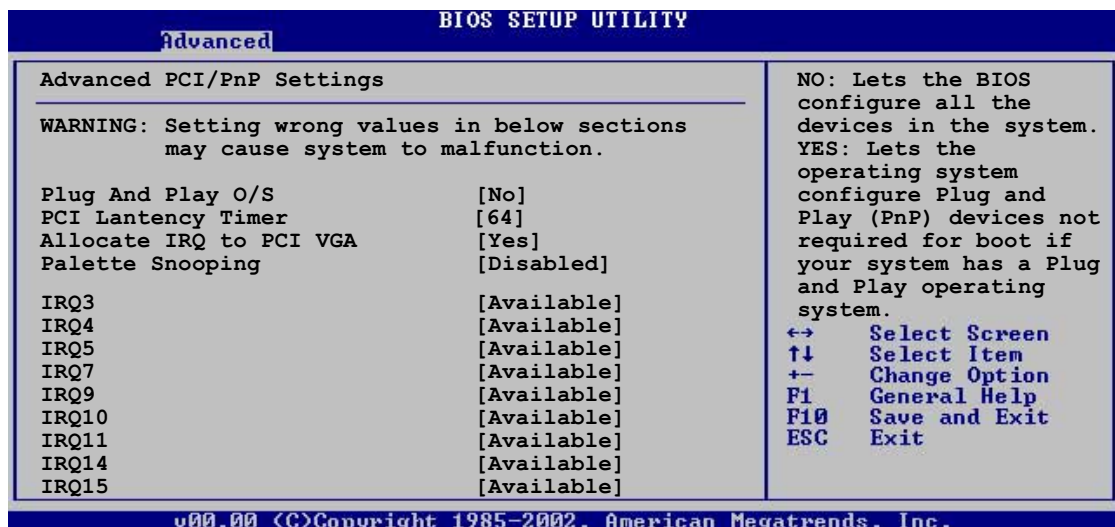 BIOS SETUP UTILITY
Advanced
Advanced PCI/PnP Settings
WARNING: Setting wrong values in below sections
may cause system to malfunction.
Plug And Play O/S [No]
PCI Lantency Timer [64]
Allocate IRQ to PCI VGA [Yes]
Palette Snooping [Disabled]
IRQ3 [Available]
IRQ4 [Available]
IRQ5 [Available]
IRQ7 [Available]
IRQ9 [Available]
IRQ10 [Available]
IRQ11 [Available]
IRQ14 [Available]
IRQ15 [Available]
NO: Lets the BIOS
configure all the
devices in the system.
YES: Lets the
operating system
configure Plug and
Play (PnP) devices not
required for boot if
your system has a Plug
and Play operating
system.
←→ Select Screen
↑↓ Select Item
+- Change Option
F1 General Help
F10 Save and Exit
ESC Exit
v00.00 (C)Copyright 1985-2002, American Megatrends, Inc.